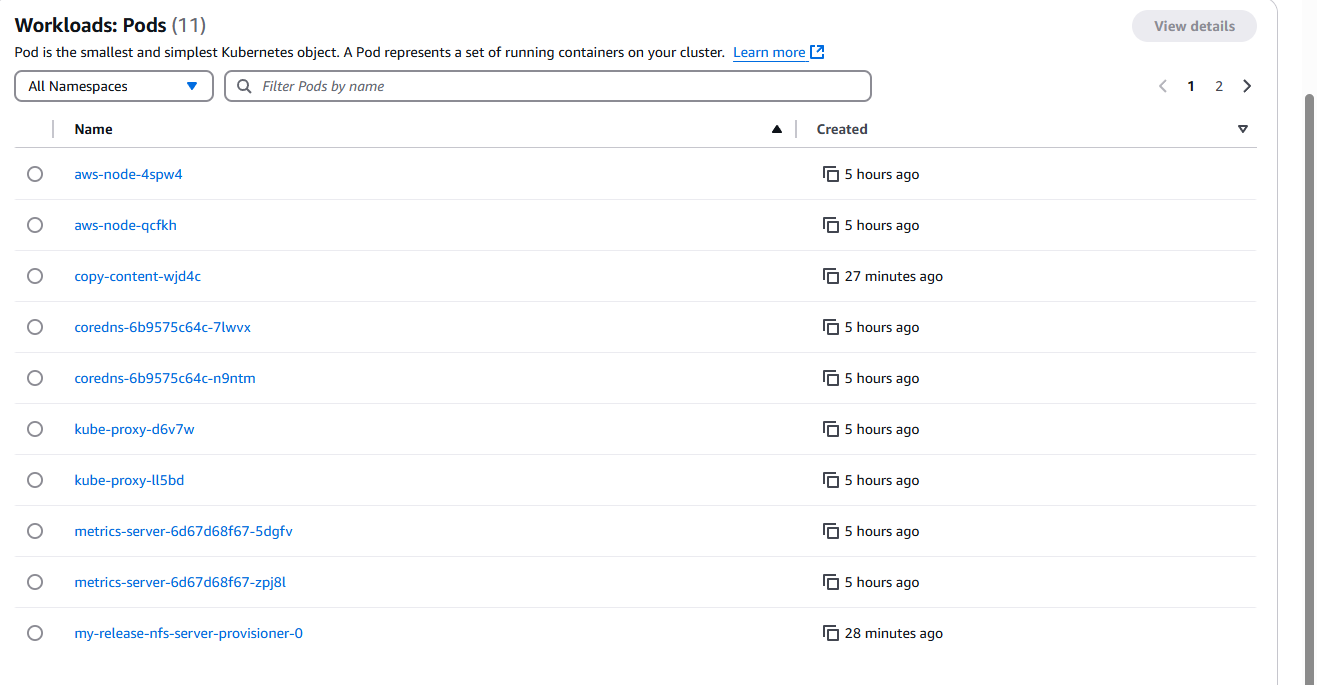 Workloads: Pods (11)
View details
Pod is the smallest and simplest Kubernetes object. A Pod represents a set of running containers on your cluster. Learn more
All Namespaces
Filter Pods by name
1 2
Name Created
aws-node-4spw4 5 hours ago
aws-node-qcfkh 5 hours ago
copy-content-wjd4c 27 minutes ago
coredns-6b9575c64c-7lwvx 5 hours ago
coredns-6b9575c64c-n9ntm 5 hours ago
kube-proxy-d6v7w 5 hours ago
kube-proxy-ll5bd 5 hours ago
metrics-server-6d67d68f67-5dgfv 5 hours ago
metrics-server-6d67d68f67-zpj8l 5 hours ago
my-release-nfs-server-provisioner-0 28 minutes ago